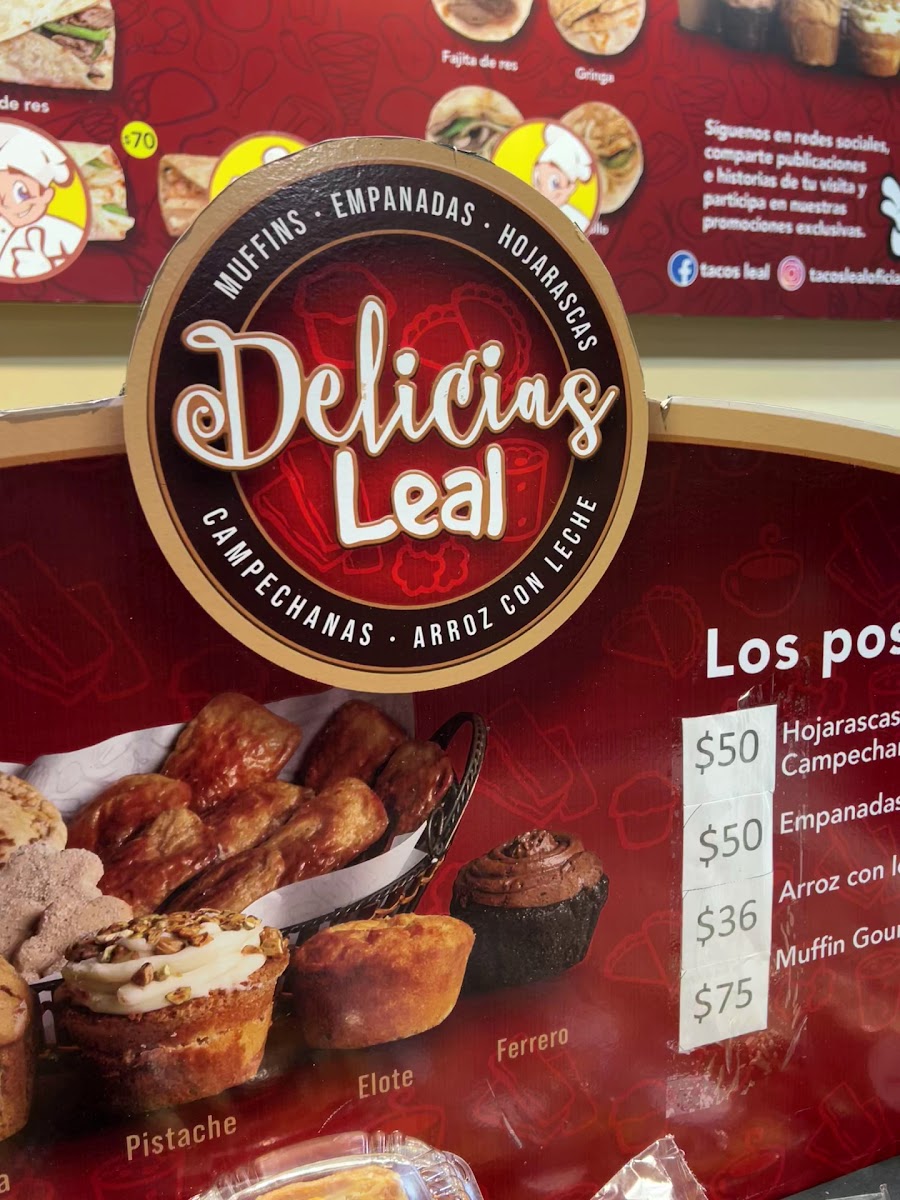 Fajita de res
Gringa
de res
$70
Síguenos en redes sociales,
comparte publicaciones
e historias de tu visita y
participa en nuestras
promociones exclusivas.
tacos leal
tacoslealoficia
MUFFINS · EMPANADAS · HOJARASCAS
Delicias
Leal
CAMPECHANAS · ARROZ CON LECHE
Los pos
$50 Hojarascas
Campechan
$50 Empanadas
$36 Arroz con le
$75 Muffin Gour
Ferrero
Elote
Pistache